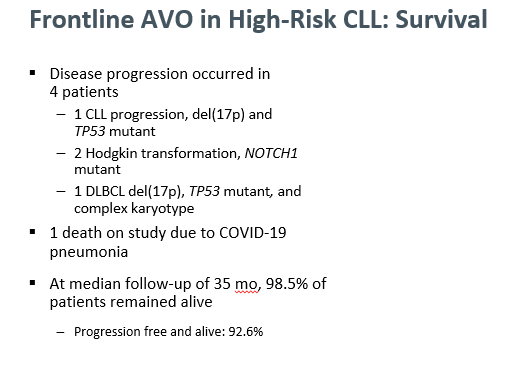 Frontline AVO in High-Risk CLL: Survival
▪ Disease progression occurred in
4 patients
– 1 CLL progression, del(17p) and
TP53 mutant
– 2 Hodgkin transformation, NOTCH1
mutant
– 1 DLBCL del(17p), TP53 mutant, and
complex karyotype
▪ 1 death on study due to COVID-19
pneumonia
▪ At median follow-up of 35 mo, 98.5% of
patients remained alive
– Progression free and alive: 92.6%